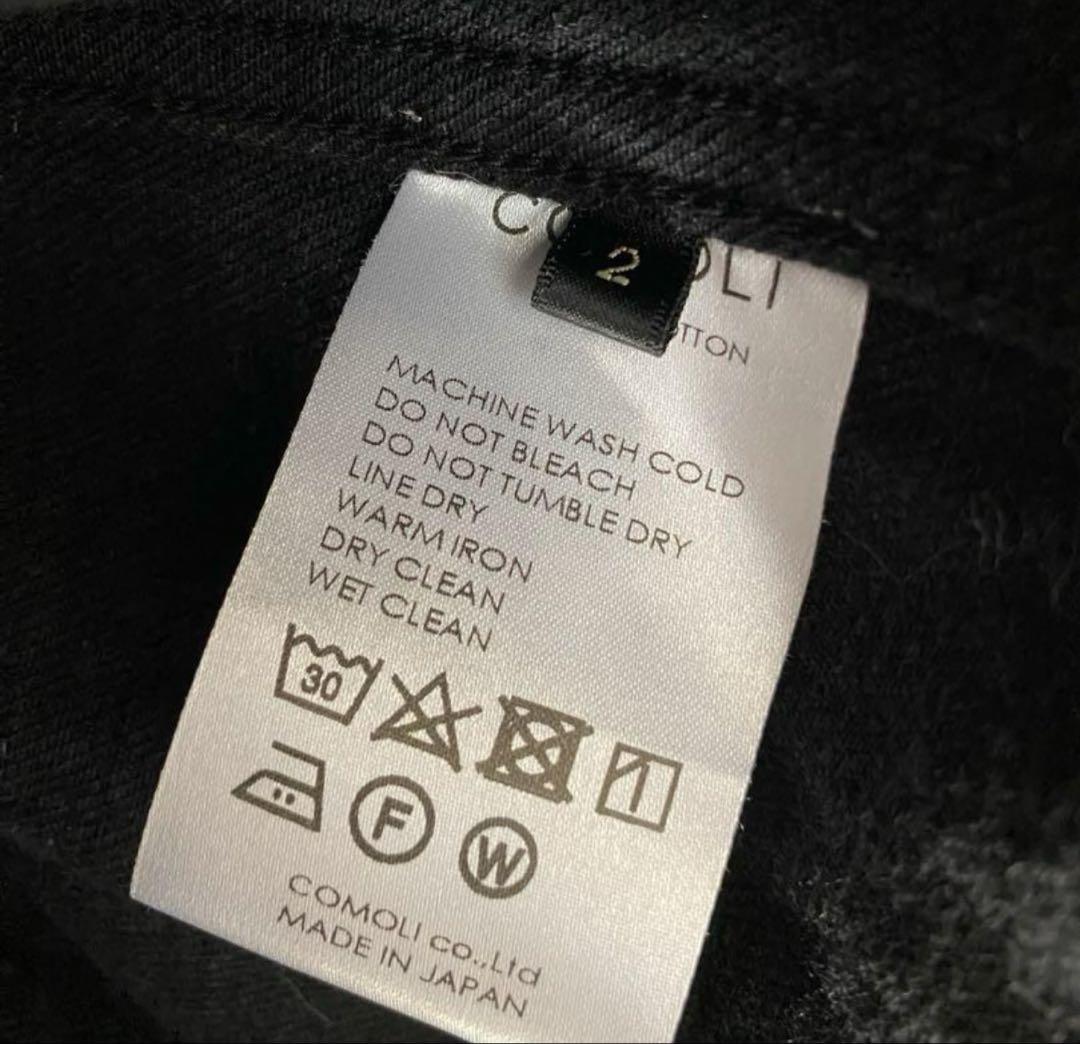 2
MACHINE WASH COLD
DO NOT BLEACH
DO NOT TUMBLE DRY
LINE DRY
WARM IRON
DRY CLEAN
WET CLEAN
30
F
W
COMOLI co.,Ltd
MADE IN JAPAN